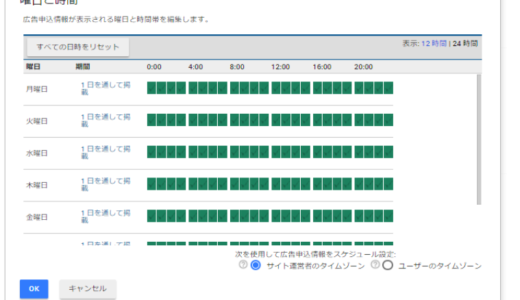 曜日と時間
広告申込情報が表示される曜日と時間帯を編集します。
すべての日時をリセット 表示: 12 時間 | 24 時間
曜日 期間 0:00 4:00 8:00 12:00 16:00 20:00
月曜日 1 日を通して掲載
火曜日 1 日を通して掲載
水曜日 1 日を通して掲載
木曜日 1 日を通して掲載
金曜日 1 日を通して掲載
1 日を通して掲
次を使用して広告申込情報をスケジュール設定:
サイト運営者のタイムゾーン ユーザーのタイムゾーン
OK キャンセル